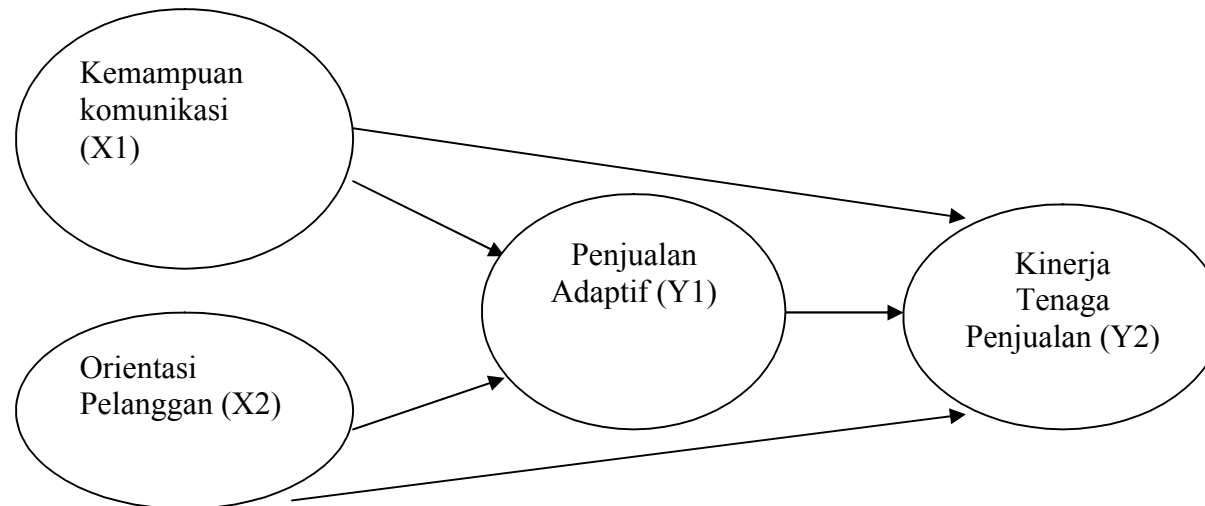 Kemampuan
komunikasi
(X1)
Penjualan
Adaptif (Y1)
Kinerja
Tenaga
Penjualan (Y2)
Orientasi
Pelanggan (X2)